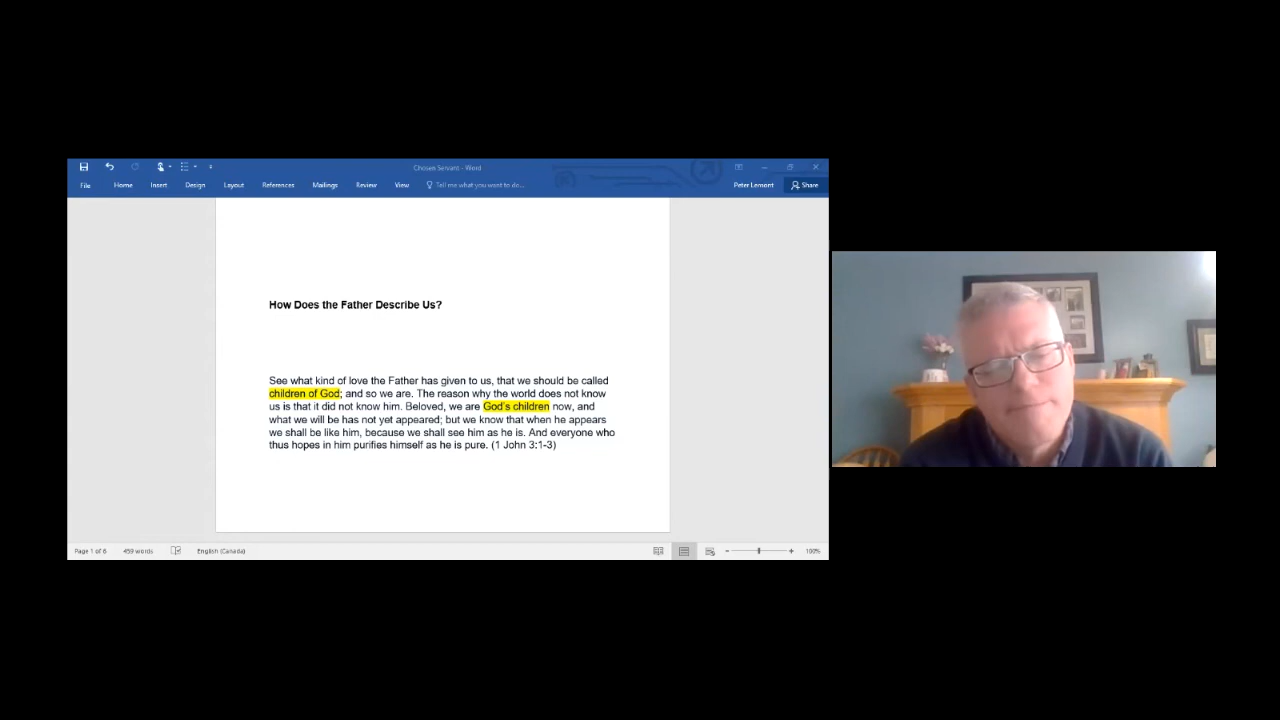 Chosen Servant - Word
File Home Insert Design Layout References Mailings Review View Tell me what you want to do... Peter Lemont Share
How Does the Father Describe Us?
See what kind of love the Father has given to us, that we should be called
children of God; and so we are. The reason why the world does not know
us is that it did not know him. Beloved, we are God's children now, and
what we will be has not yet appeared; but we know that when he appears
we shall be like him, because we shall see him as he is. And everyone who
thus hopes in him purifies himself as he is pure. (1 John 3:1-3)
Page 1 of 6 459 words English (Canada) 100%